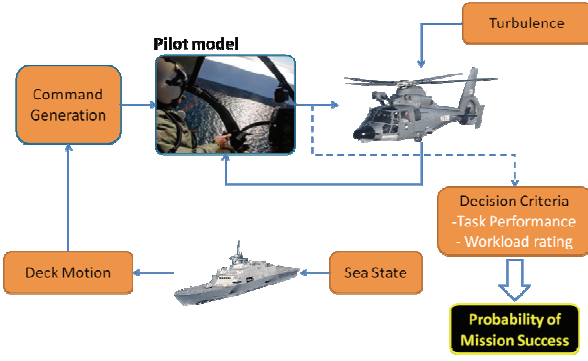 Turbulence
Pilot model
Command
Generation
Decision Criteria
-Task Performance
- Workload rating
Deck Motion
Sea State
Probability of
Mission Success